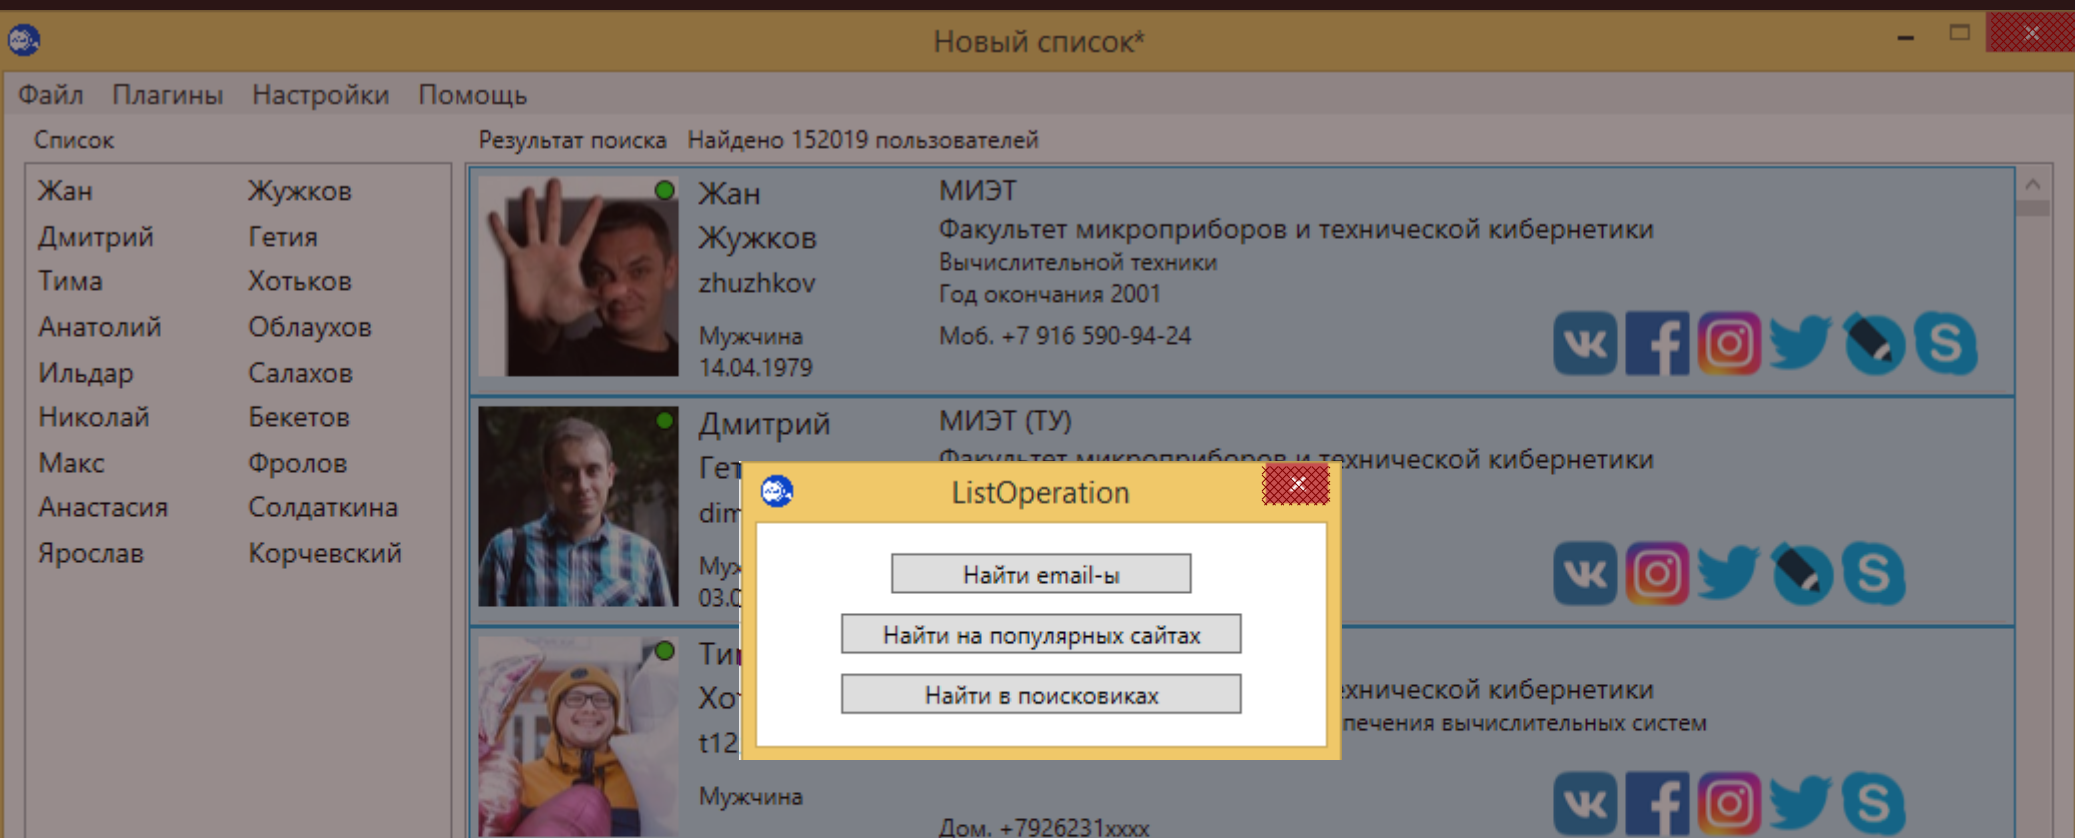 Новый список*
Файл Плагины Настройки Помощь
Список
Результат поиска Найдено 152019 пользователей
Жан Жужков
Дмитрий Гетия
Тима Хотьков
Анатолий Облаухов
Ильдар Салахов
Николай Бекетов
Макс Фролов
Анастасия Солдаткина
Ярослав Корчевский
Жан
Жужков
zhuzhkov
Мужчина
14.04.1979
МИЭТ
Факультет микроприборов и технической кибернетики
Вычислительной техники
Год окончания 2001
Моб. +7 916 590-94-24
Дмитрий
МИЭТ (ТУ)
Факультет микроприборов и технической кибернетики
ListOperation
Найти email-ы
Найти на популярных сайтах
Найти в поисковиках
кибернетики
вычислительных систем
Мужчина
Дом. +7926231xxxx